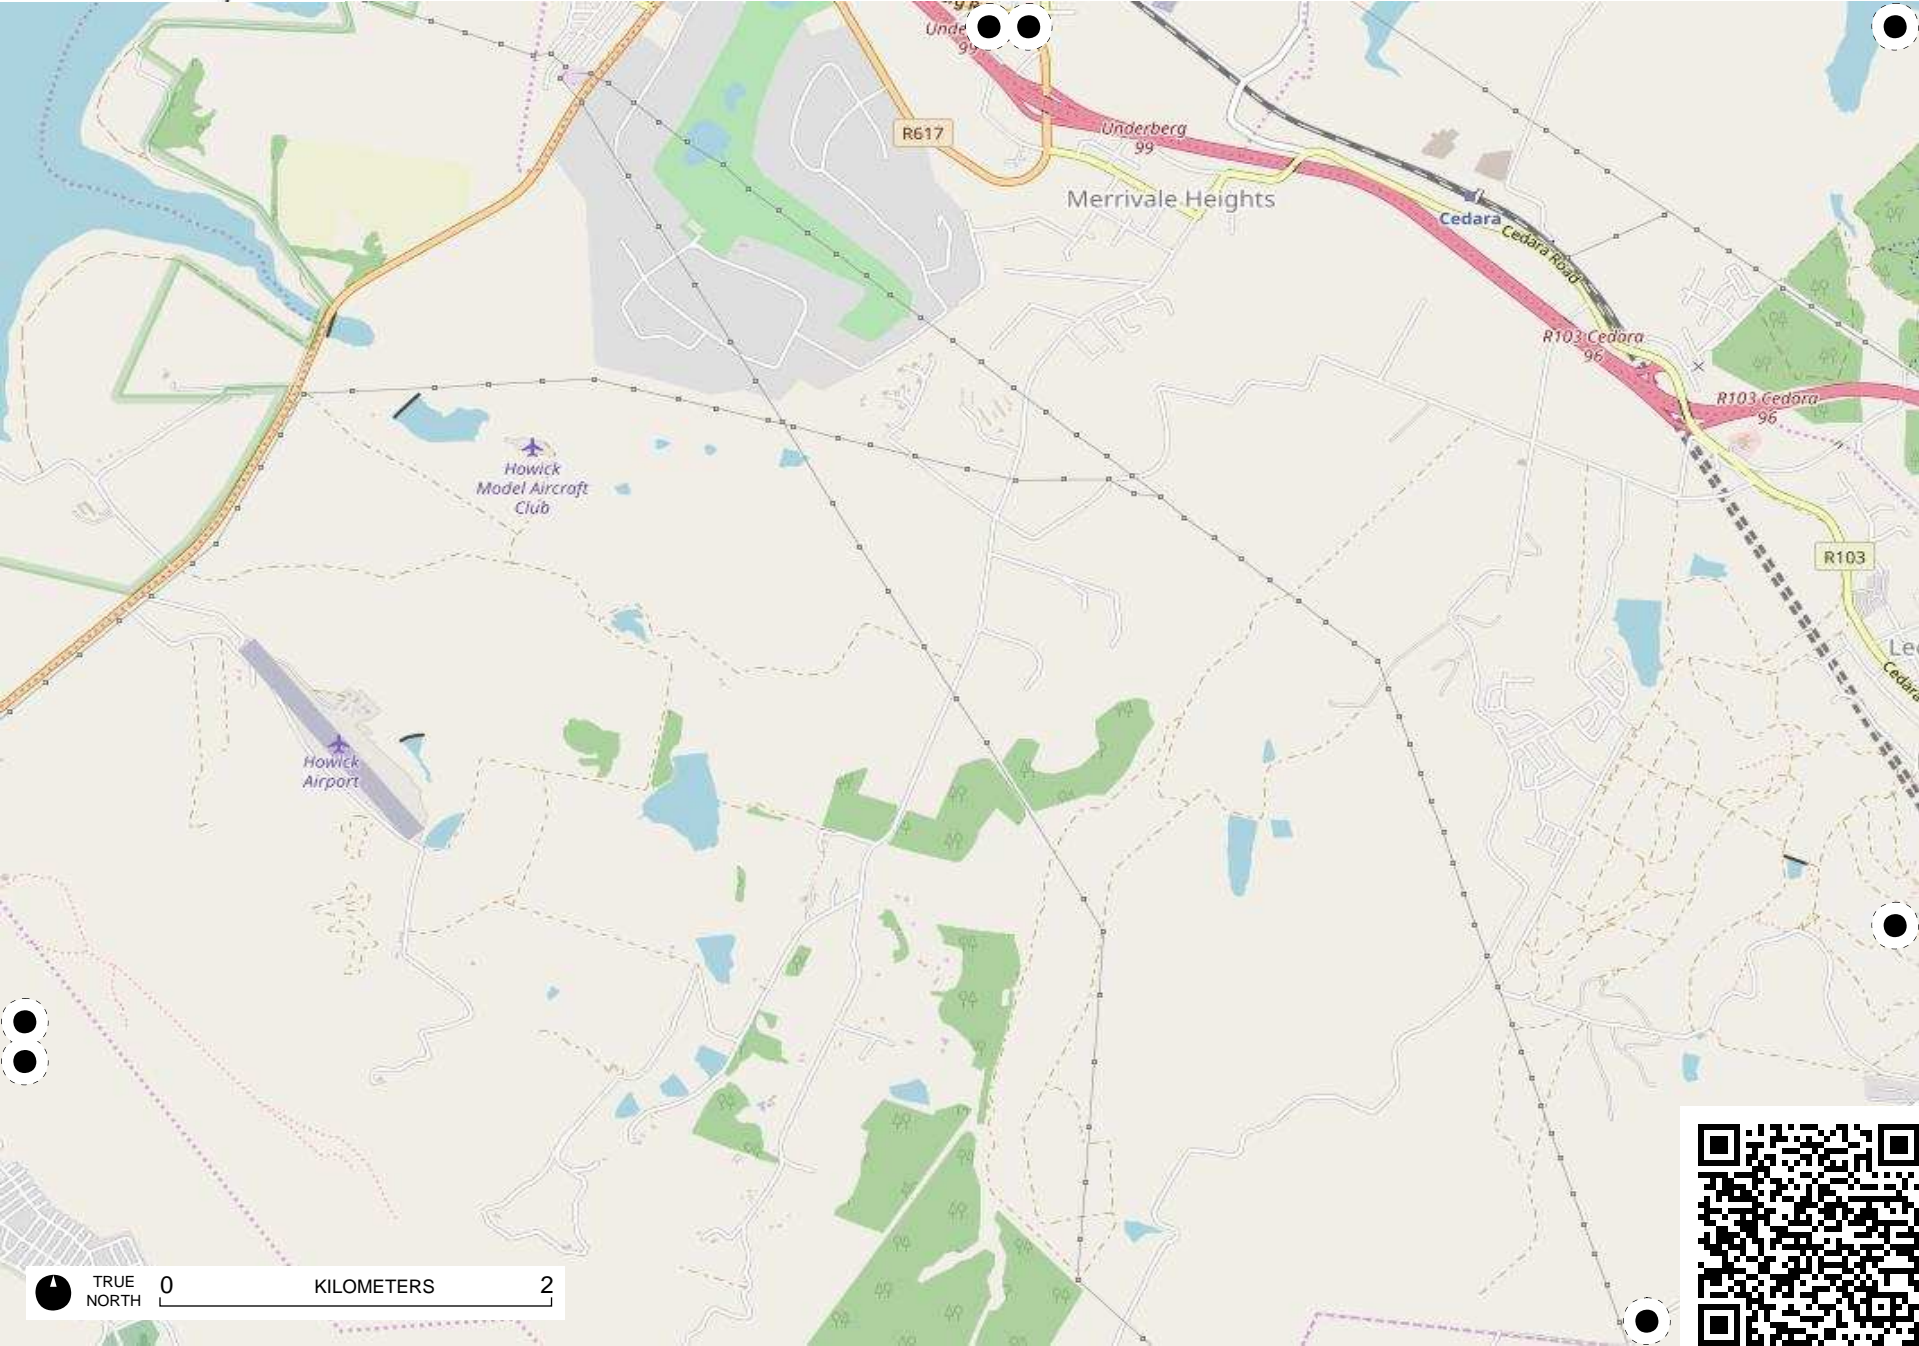 R617
Underberg
99
Merrivale Heights
Cedara
Cedara Road
R103 Cedara
96
R103 Cedara
96
Howick
Model Aircraft
Club
R103
Howick
Airport
TRUE
NORTH
0
KILOMETERS
2